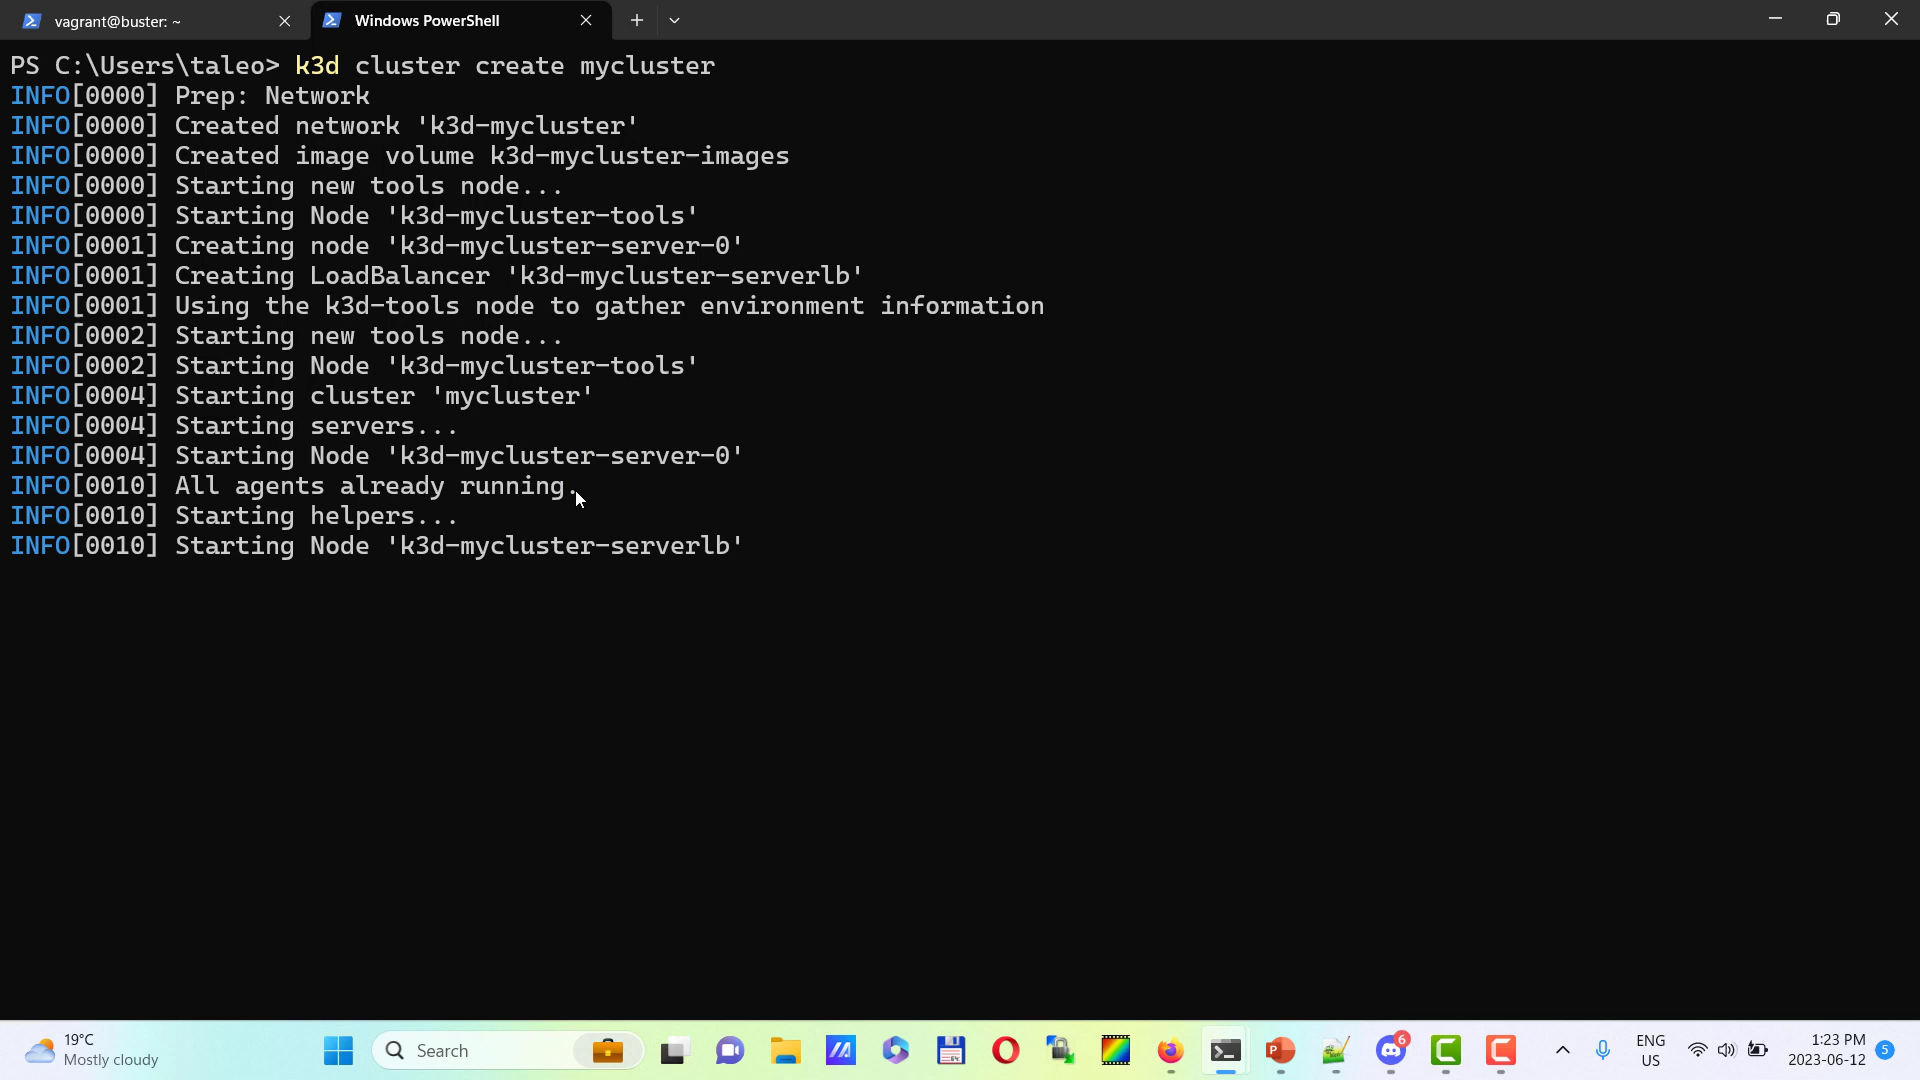 vagrant@buster: ~
Windows PowerShell
PS C:\Users\taleo> k3d cluster create mycluster
INFO[0000] Prep: Network
INFO[0000] Created network 'k3d-mycluster'
INFO[0000] Created image volume k3d-mycluster-images
INFO[0000] Starting new tools node...
INFO[0000] Starting Node 'k3d-mycluster-tools'
INFO[0001] Creating node 'k3d-mycluster-server-0'
INFO[0001] Creating LoadBalancer 'k3d-mycluster-serverlb'
INFO[0001] Using the k3d-tools node to gather environment information
INFO[0002] Starting new tools node...
INFO[0002] Starting Node 'k3d-mycluster-tools'
INFO[0004] Starting cluster 'mycluster'
INFO[0004] Starting servers...
INFO[0004] Starting Node 'k3d-mycluster-server-0'
INFO[0010] All agents already running.
INFO[0010] Starting helpers...
INFO[0010] Starting Node 'k3d-mycluster-serverlb'
19°C
Mostly cloudy
Search
64
P
6
ENG
US
1:23 PM
2023-06-12
5